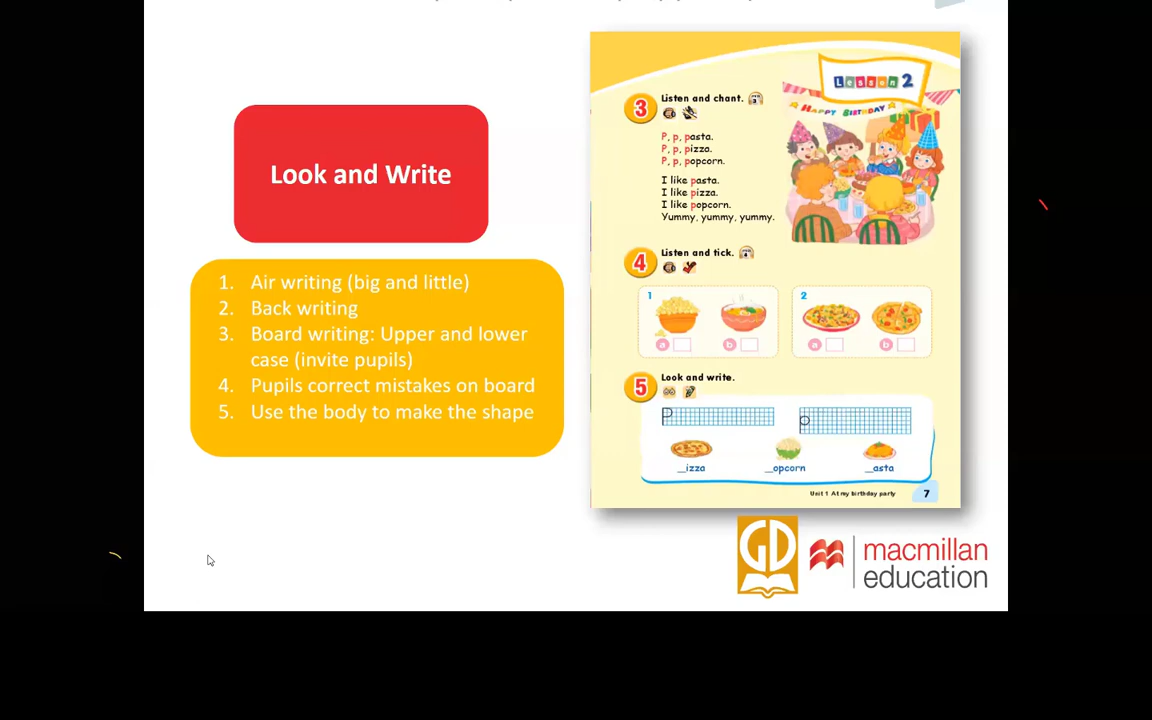 Look and Write
1. Air writing (big and little)
2. Back writing
3. Board writing: Upper and lower
case (invite pupils)
4. Pupils correct mistakes on board
5. Use the body to make the shape
Lesson 2
HAPPY BIRTHDAY
3 Listen and chant.
P, p, pasta.
P, p, pizza.
P, p, popcorn.
I like pasta.
I like pizza.
I like popcorn.
Yummy, yummy, yummy.
4 Listen and tick.
1 2
a b a b
5 Look and write.
P p
_izza _opcorn _asta
Unit 1 At my birthday party 7
GD
macmillan
education